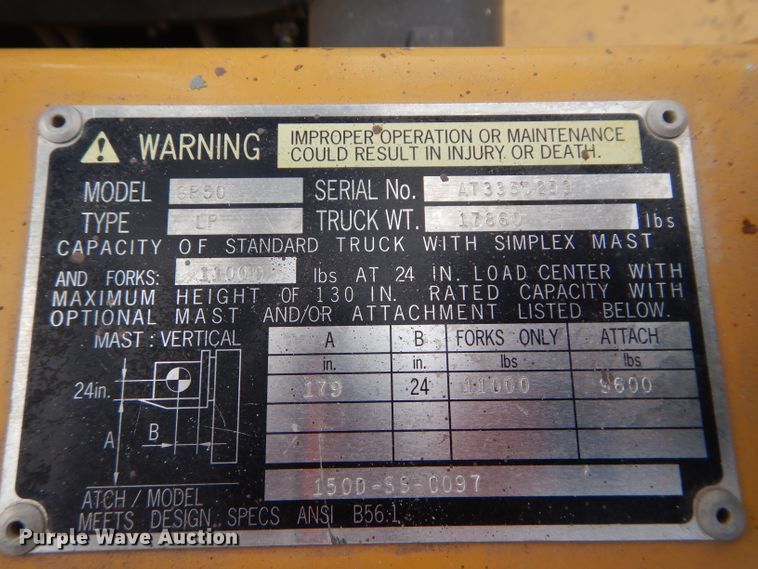 WARNING IMPROPER OPERATION OR MAINTENANCE
COULD RESULT IN INJURY OR DEATH.
MODEL SERIAL No.
TYPE LP TRUCK WT. 17860 lbs
CAPACITY OF STANDARD TRUCK WITH SIMPLEX MAST
AND FORKS: 11000 lbs AT 24 IN. LOAD CENTER WITH
MAXIMUM HEIGHT OF 130 IN. RATED CAPACITY WITH
OPTIONAL MAST AND/OR ATTACHMENT LISTED BELOW.
MAST : VERTICAL A B FORKS ONLY ATTACH
in. in. lbs lbs
24in. 179 24 11000 9600
B
A
150D-SS-C097
ATCH / MODEL
MEETS DESIGN SPECS ANSI B56.1
Purple Wave Auction